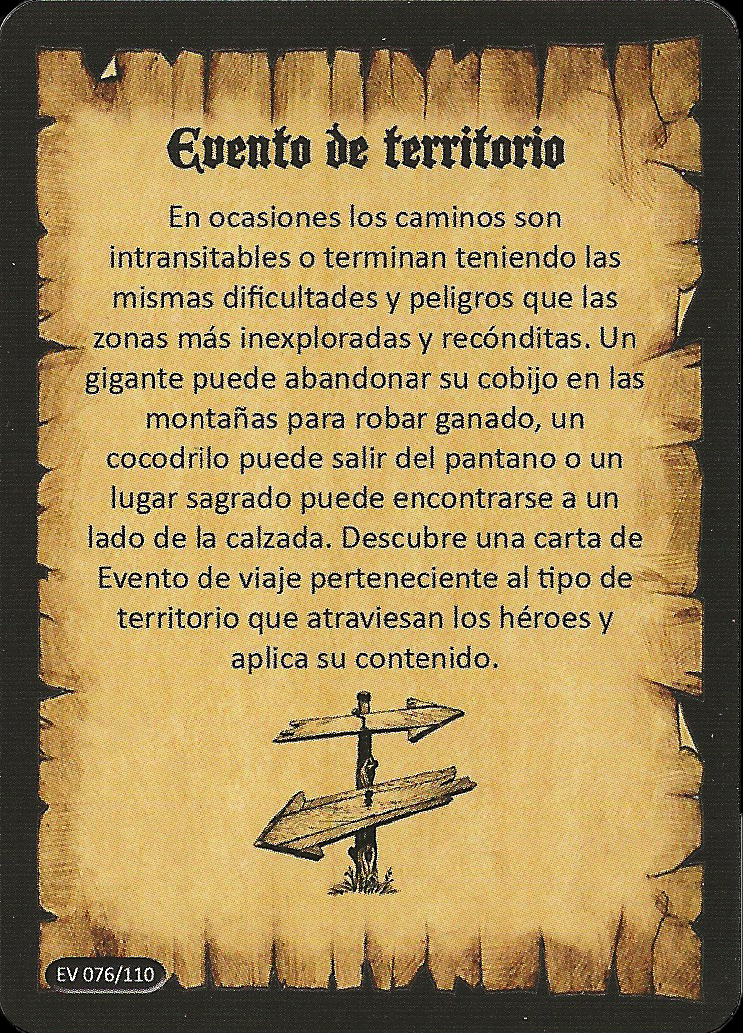 Evento de territorio
En ocasiones los caminos son
intransitables o terminan teniendo las
mismas dificultades y peligros que las
zonas más inexploradas y recónditas. Un
gigante puede abandonar su cobijo en las
montañas para robar ganado, un
cocodrilo puede salir del pantano o un
lugar sagrado puede encontrarse a un
lado de la calzada. Descubre una carta de
Evento de viaje perteneciente al tipo de
territorio que atraviesan los héroes y
aplica su contenido.
EV 076/110